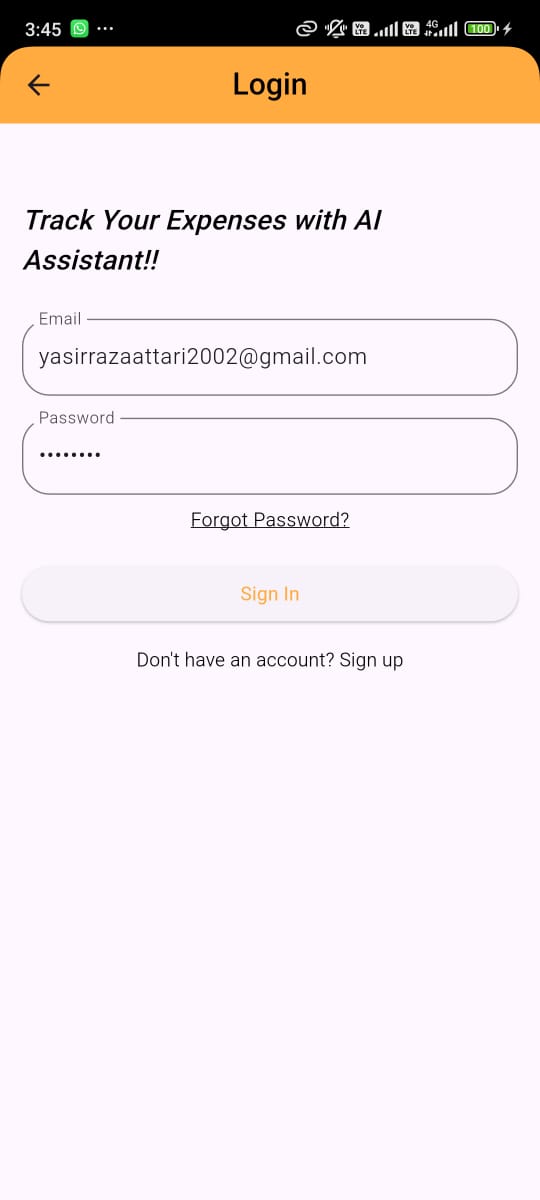 3:45 ...
Vo LTE Vo LTE 4G 100
Login
Track Your Expenses with AI
Assistant!!
Email
yasirrazaattari2002@gmail.com
Password
••••••••
Forgot Password?
Sign In
Don't have an account? Sign up